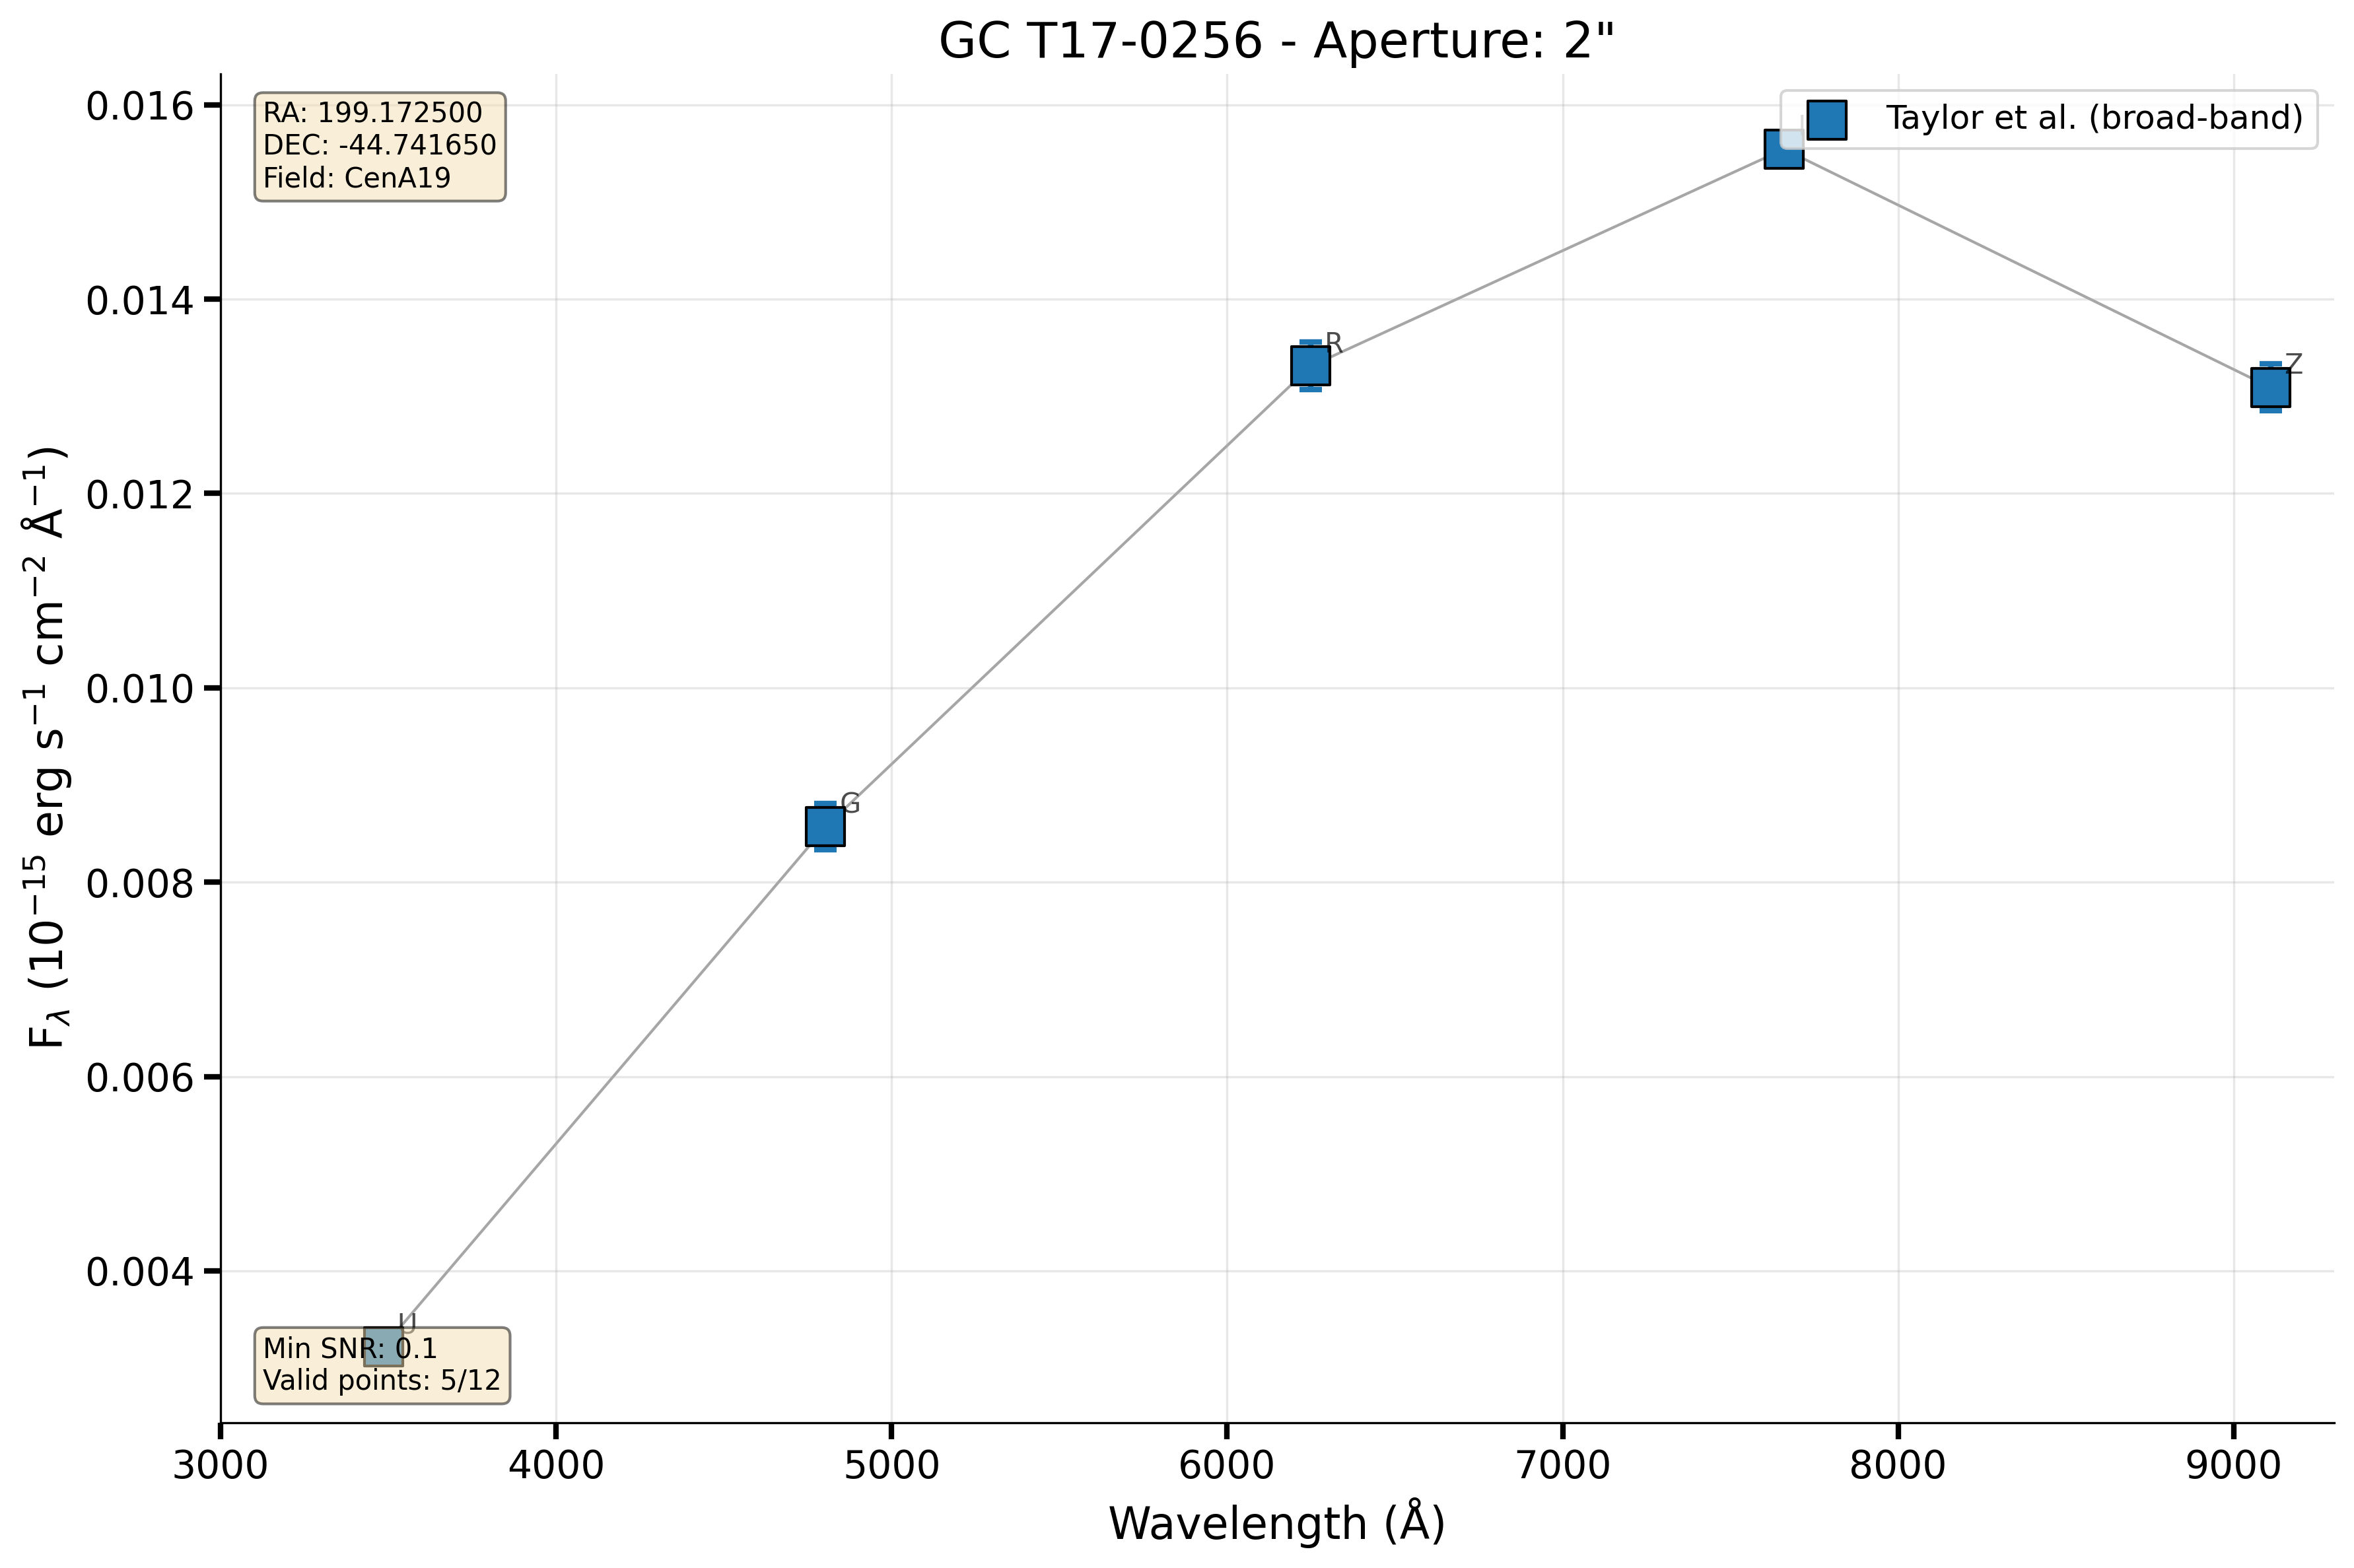 GC T17-0256 - Aperture: 2"
RA: 199.172500
DEC: -44.741650
Field: CenA19
Taylor et al. (broad-band)
0.016
0.014
0.012
0.010
0.008
0.006
0.004
F_λ (10⁻¹⁵ erg s⁻¹ cm⁻² Å⁻¹)
R
Z
G
U
Min SNR: 0.1
Valid points: 5/12
3000 4000 5000 6000 7000 8000 9000
Wavelength (Å)